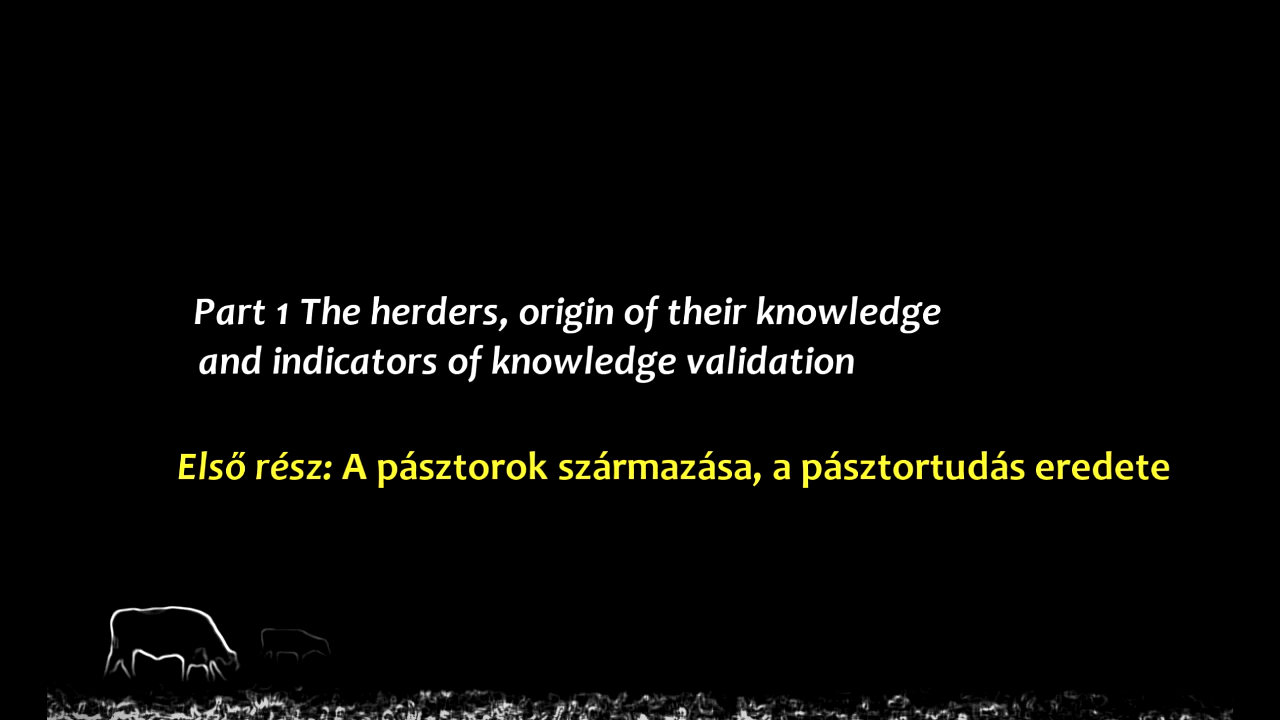 Part 1 The herders, origin of their knowledge
and indicators of knowledge validation
Első rész: A pásztorok származása, a pásztortudás eredete